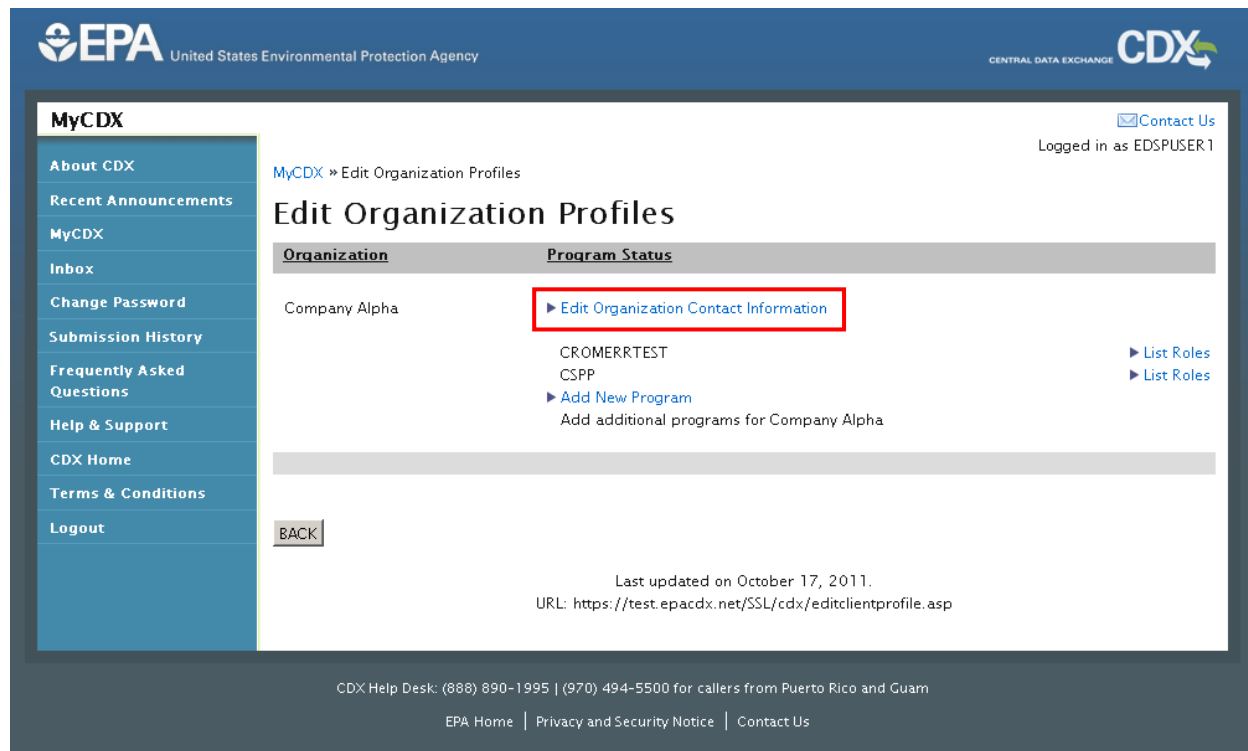 EPA United States Environmental Protection Agency
CENTRAL DATA EXCHANGE CDX
MyCDX
Contact Us
Logged in as EDSPUSER1
About CDX
Recent Announcements
MyCDX
Inbox
Change Password
Submission History
Frequently Asked
Questions
Help & Support
CDX Home
Terms & Conditions
Logout
MyCDX » Edit Organization Profiles
Edit Organization Profiles
Organization Program Status
Company Alpha Edit Organization Contact Information
CROMERRTEST List Roles
CSPP List Roles
Add New Program
Add additional programs for Company Alpha
BACK
Last updated on October 17, 2011.
URL: https://test.epacdx.net/SSL/cdx/editclientprofile.asp
CDX Help Desk: (888) 890-1995 | (970) 494-5500 for callers from Puerto Rico and Guam
EPA Home | Privacy and Security Notice | Contact Us